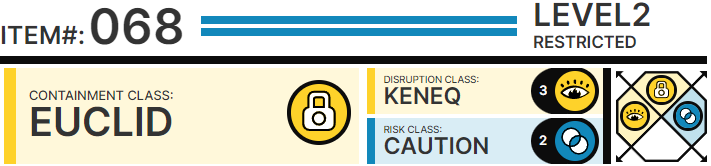 ITEM#: 068
LEVEL2
RESTRICTED
CONTAINMENT CLASS:
EUCLID
DISRUPTION CLASS:
KENEQ
3
RISK CLASS:
CAUTION
2